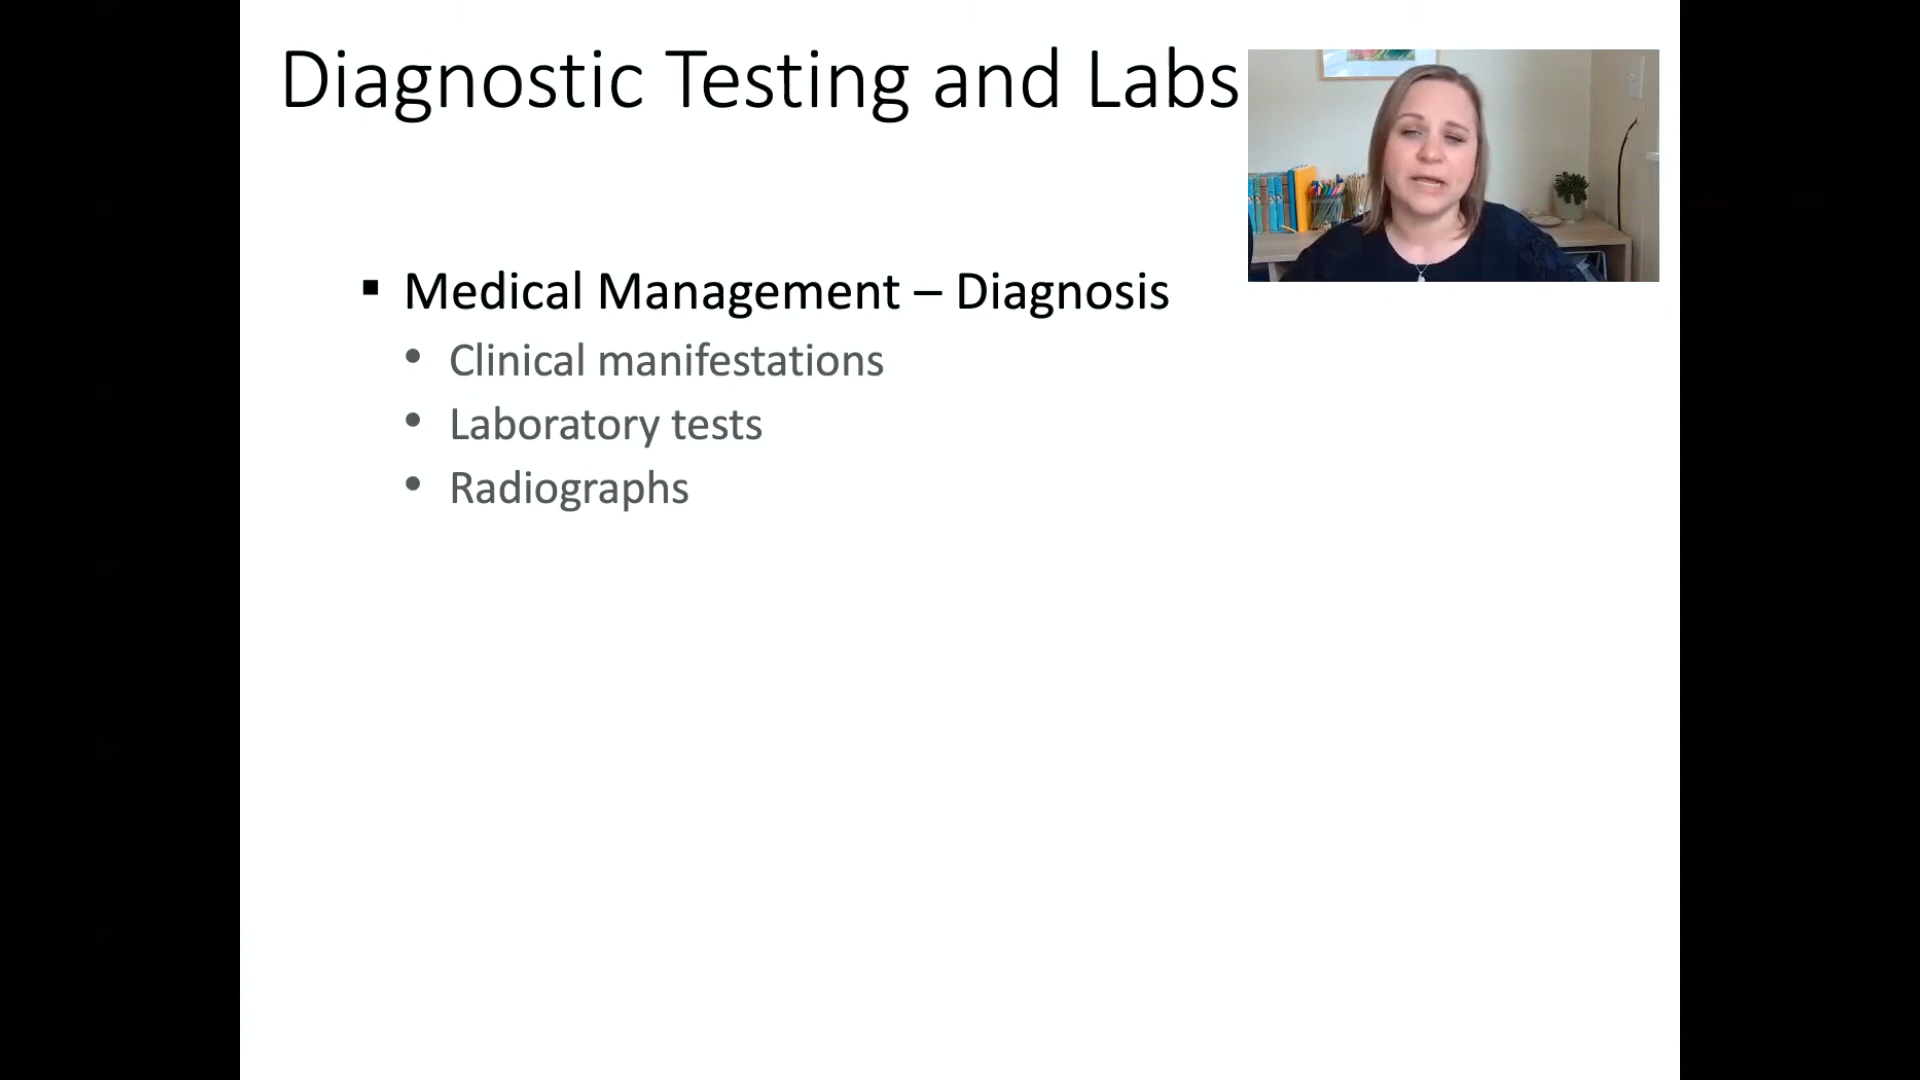 Diagnostic Testing and Labs
▪ Medical Management – Diagnosis
• Clinical manifestations
• Laboratory tests
• Radiographs